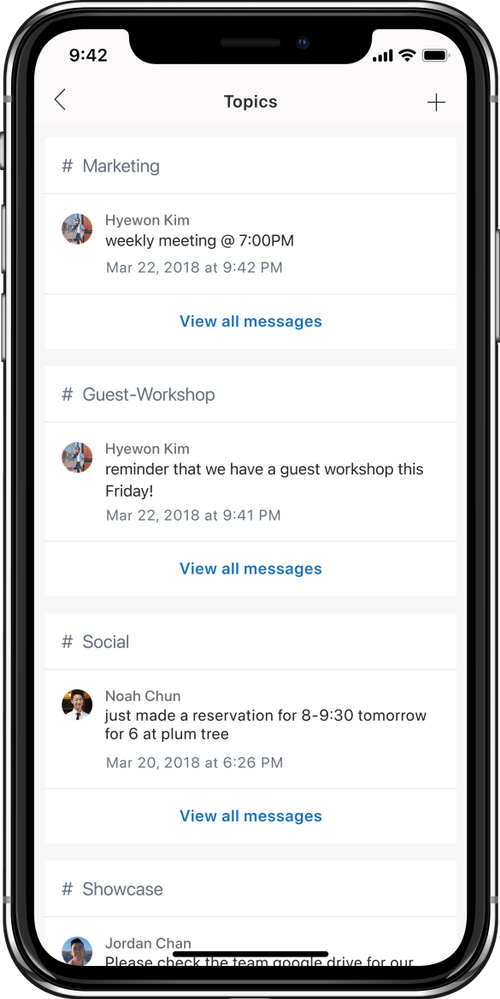 9:42
Topics
# Marketing
Hyewon Kim
weekly meeting @ 7:00PM
Mar 22, 2018 at 9:42 PM
View all messages
# Guest-Workshop
Hyewon Kim
reminder that we have a guest workshop this
Friday!
Mar 22, 2018 at 9:41 PM
View all messages
# Social
Noah Chun
just made a reservation for 8-9:30 tomorrow
for 6 at plum tree
Mar 20, 2018 at 6:26 PM
View all messages
# Showcase
Jordan Chan
Please check the team google drive for our